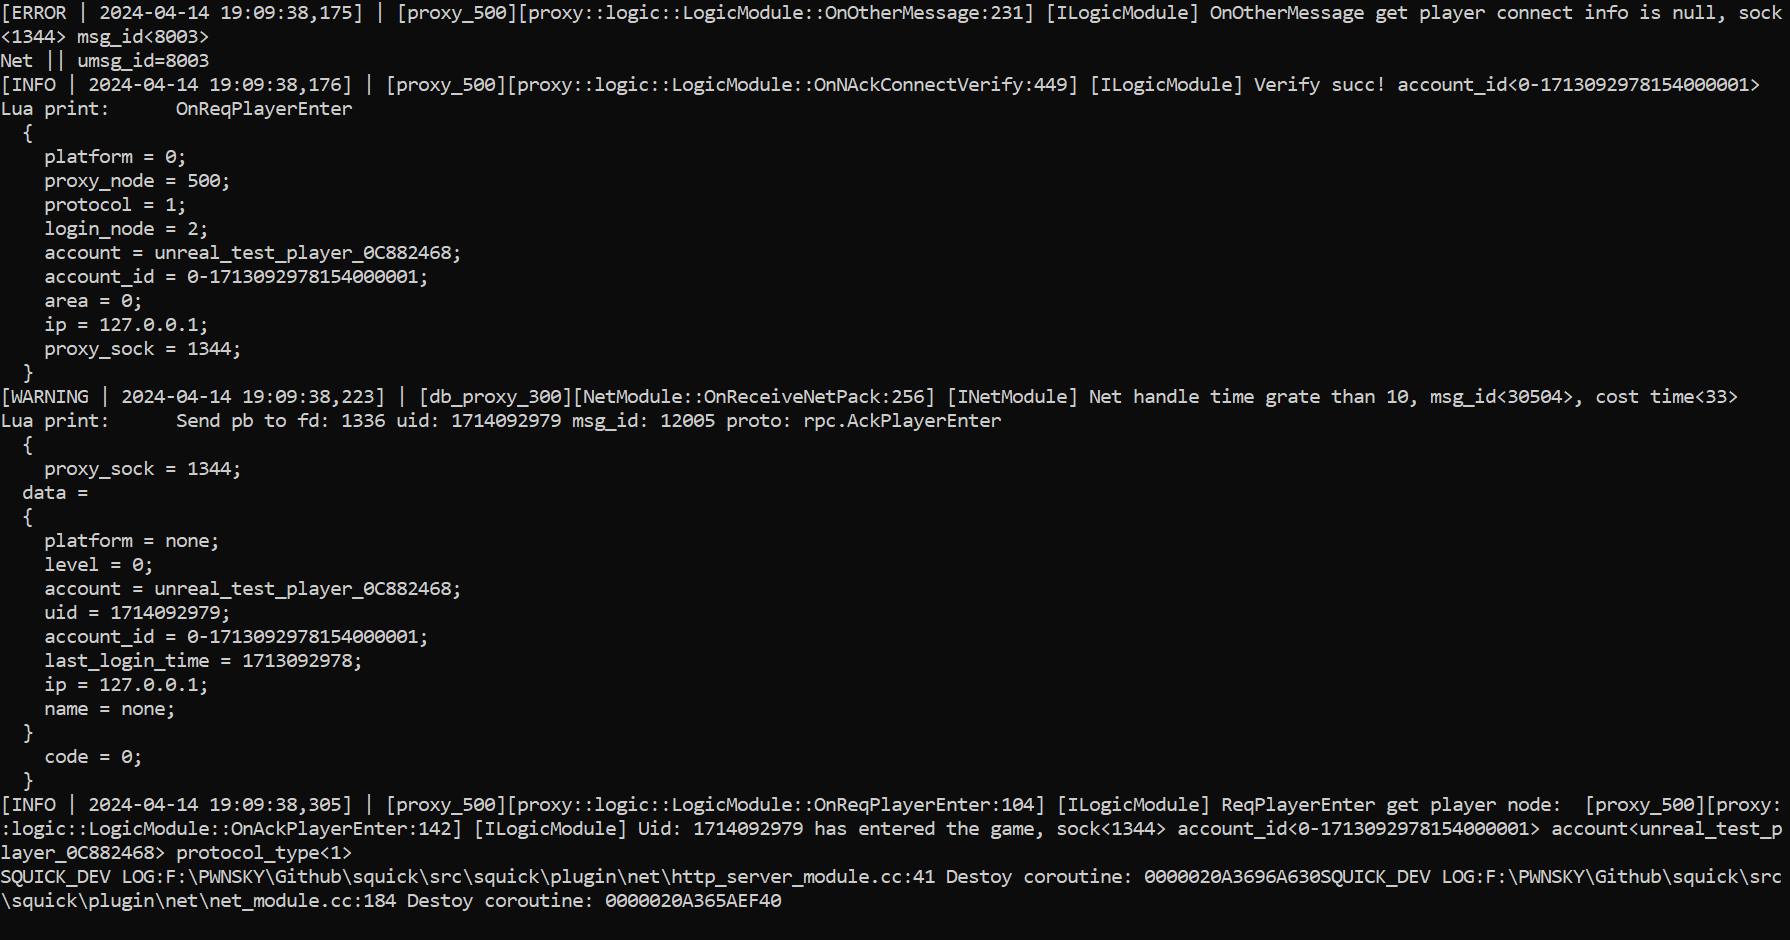 [ERROR | 2024-04-14 19:09:38,175] | [proxy_500][proxy::logic::LogicModule::OnOtherMessage:231] [ILogicModule] OnOtherMessage get player connect info is null, sock
<1344> msg_id<8003>
Net || umsg_id=8003
[INFO | 2024-04-14 19:09:38,176] | [proxy_500][proxy::logic::LogicModule::OnNAckConnectVerify:449] [ILogicModule] Verify succ! account_id<0-1713092978154000001>
Lua print:      OnReqPlayerEnter
  {
    platform = 0;
    proxy_node = 500;
    protocol = 1;
    login_node = 2;
    account = unreal_test_player_0C882468;
    account_id = 0-1713092978154000001;
    area = 0;
    ip = 127.0.0.1;
    proxy_sock = 1344;
  }
[WARNING | 2024-04-14 19:09:38,223] | [db_proxy_300][NetModule::OnReceiveNetPack:256] [INetModule] Net handle time grate than 10, msg_id<30504>, cost time<33>
Lua print:      Send pb to fd: 1336 uid: 1714092979 msg_id: 12005 proto: rpc.AckPlayerEnter
  {
    proxy_sock = 1344;
  data =
  {
    platform = none;
    level = 0;
    account = unreal_test_player_0C882468;
    uid = 1714092979;
    account_id = 0-1713092978154000001;
    last_login_time = 1713092978;
    ip = 127.0.0.1;
    name = none;
  }
    code = 0;
  }
[INFO | 2024-04-14 19:09:38,305] | [proxy_500][proxy::logic::LogicModule::OnReqPlayerEnter:104] [ILogicModule] ReqPlayerEnter get player node:  [proxy_500][proxy:
:logic::LogicModule::OnAckPlayerEnter:142] [ILogicModule] Uid: 1714092979 has entered the game, sock<1344> account_id<0-1713092978154000001> account<unreal_test_p
layer_0C882468> protocol_type<1>
SQUICK_DEV LOG:F:\PWNSKY\Github\squick\src\squick\plugin\net\http_server_module.cc:41 Destoy coroutine: 0000020A3696A630SQUICK_DEV LOG:F:\PWNSKY\Github\squick\src
\squick\plugin\net\net_module.cc:184 Destoy coroutine: 0000020A365AEF40